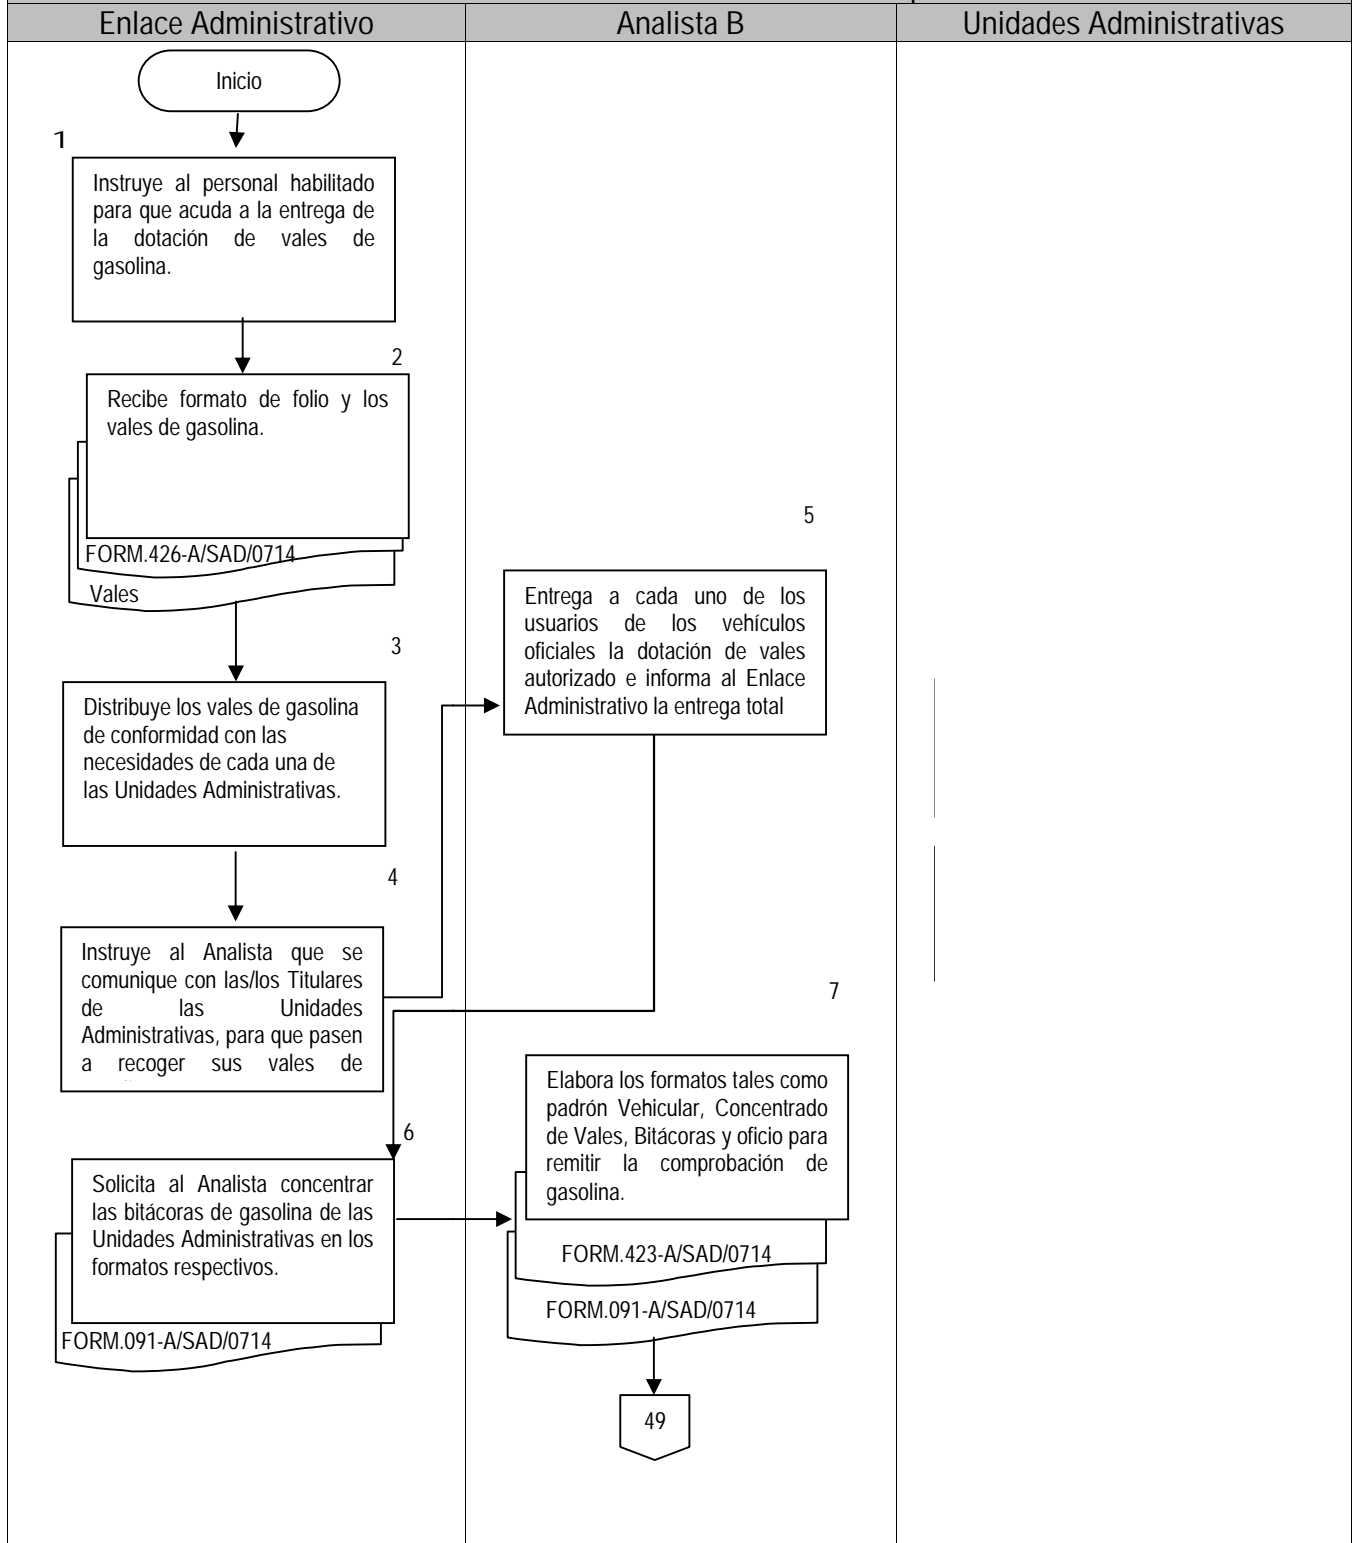 Enlace Administrativo
Analista B
Unidades Administrativas
Inicio
1
Instruye al personal habilitado
para que acuda a la entrega de
la dotación de vales de
gasolina.
2
Recibe formato de folio y los
vales de gasolina.
FORM.426-A/SAD/0714
Vales
3
Distribuye los vales de gasolina
de conformidad con las
necesidades de cada una de
las Unidades Administrativas.
4
Instruye al Analista que se
comunique con las/los Titulares
de las Unidades
Administrativas, para que pasen
a recoger sus vales de
5
Entrega a cada uno de los
usuarios de los vehículos
oficiales la dotación de vales
autorizado e informa al Enlace
Administrativo la entrega total
6
Solicita al Analista concentrar
las bitácoras de gasolina de las
Unidades Administrativas en los
formatos respectivos.
FORM.091-A/SAD/0714
7
Elabora los formatos tales como
padrón Vehicular, Concentrado
de Vales, Bitácoras y oficio para
remitir la comprobación de
gasolina.
FORM.423-A/SAD/0714
FORM.091-A/SAD/0714
49